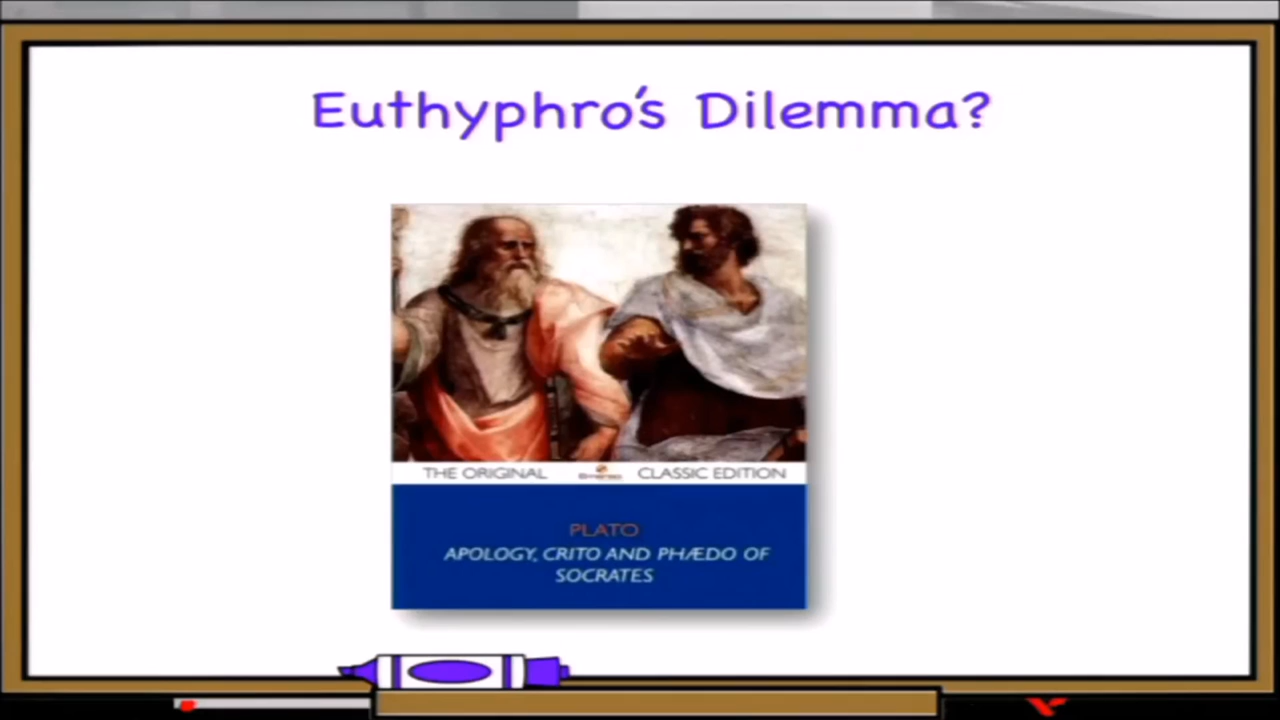 Euthyphro's Dilemma?
THE ORIGINAL CLASSIC EDITION
PLATO
APOLOGY, CRITO AND PHÆDO OF
SOCRATES